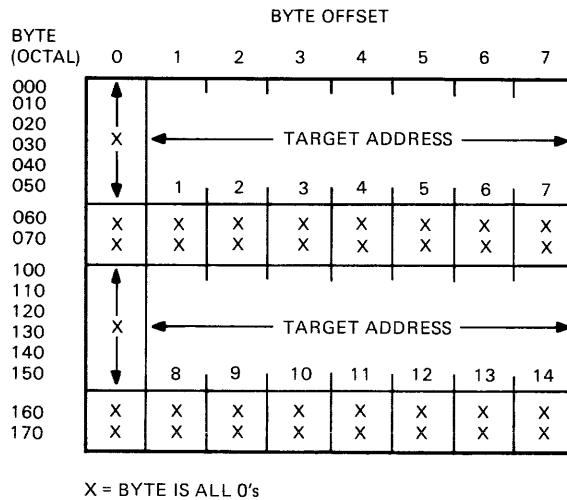 BYTE OFFSET
BYTE
(OCTAL) 0 1 2 3 4 5 6 7
000
010
020
030 X TARGET ADDRESS
040
050 1 2 3 4 5 6 7
060 X X X X X X X X
070 X X X X X X X X
100
110
120
130 X TARGET ADDRESS
140
150 8 9 10 11 12 13 14
160 X X X X X X X X
170 X X X X X X X X
X = BYTE IS ALL 0's